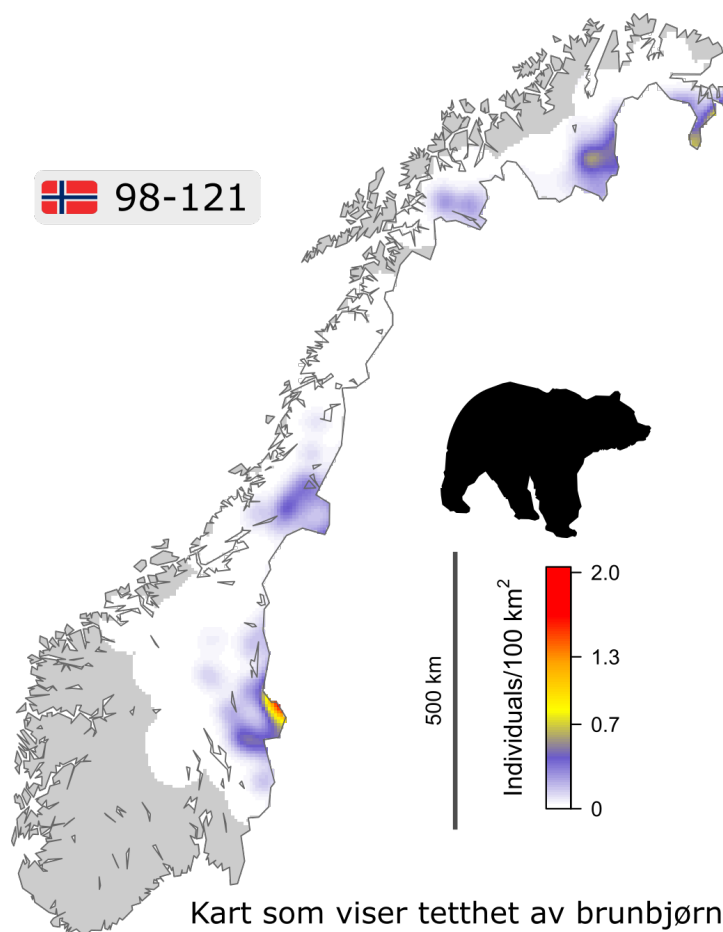 98-121
500 km
Individuals/100 km²
2.0
1.3
0.7
0
Kart som viser tetthet av brunbjørn